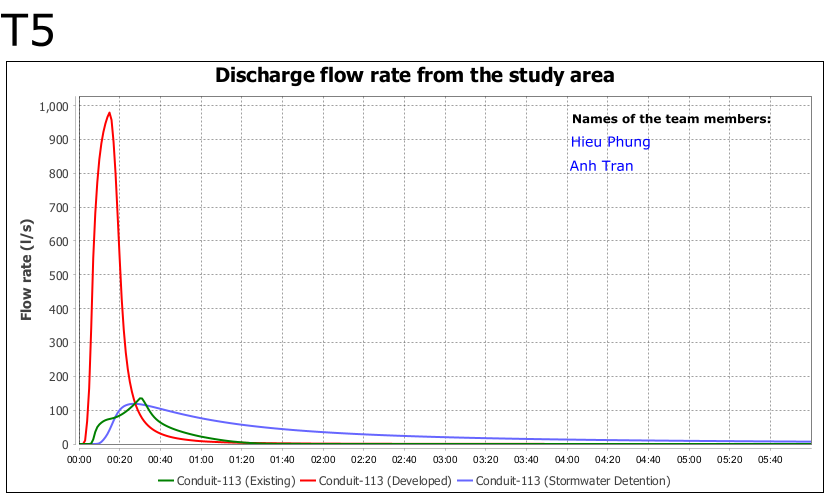 T5
Discharge flow rate from the study area
Names of the team members:
Hieu Phung
Anh Tran
Flow rate (l/s)
1,000
900
800
700
600
500
400
300
200
100
0
00:00 00:20 00:40 01:00 01:20 01:40 02:00 02:20 02:40 03:00 03:20 03:40 04:00 04:20 04:40 05:00 05:20 05:40
Conduit-113 (Existing) Conduit-113 (Developed) Conduit-113 (Stormwater Detention)